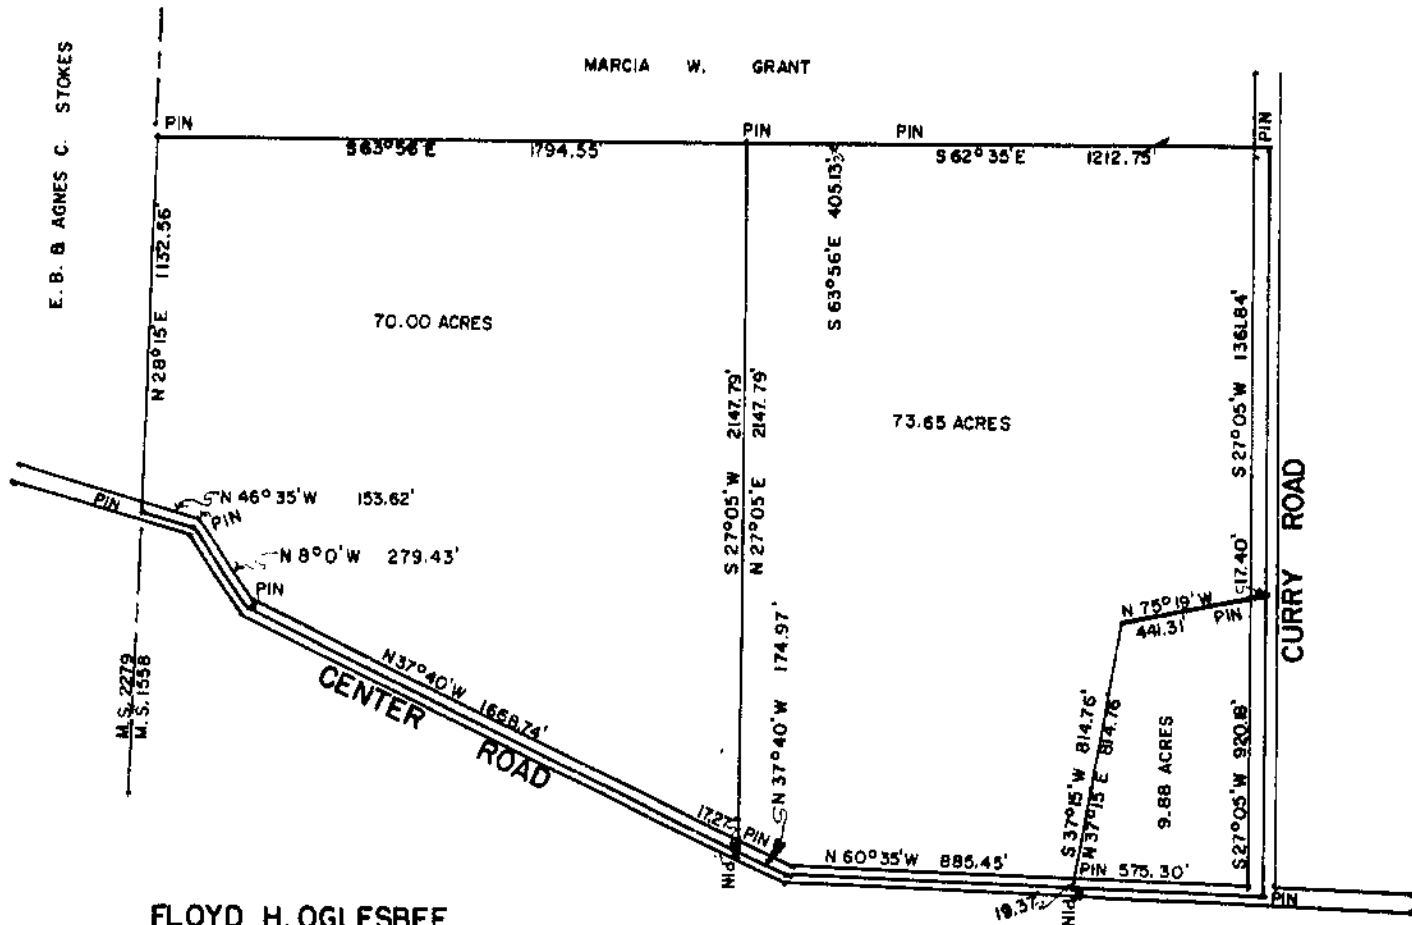 MARCIA W. GRANT
E. B. & AGNES C. STOKES
PIN
PIN
PIN
PIN
S 63° 56' E 1794.55'
S 62° 35' E 1212.75'
S 63° 56' E 405.13'
N 28° 15' E 1132.56'
70.00 ACRES
73.65 ACRES
S 27° 05' W 2147.79'
N 27° 05' E 2147.79'
S 27° 05' W 1361.84'
CURRY ROAD
PIN
N 46° 35' W 153.62'
PIN
N 8° 0' W 279.43'
PIN
17.40'
N 75° 19' W
441.31'
PIN
N 37° 40' W 174.97'
N 37° 40' W 1668.74'
CENTER ROAD
M.S. 2279
M.S. 1558
S 37° 15' W 814.76'
N 37° 15' E 814.76'
9.88 ACRES
S 27° 05' W 920.18'
17.27'
PIN
PIN
N 60° 35' W 885.45'
PIN 575.30'
19.37'
PIN
PIN
FLOYD H. OGLESBEE